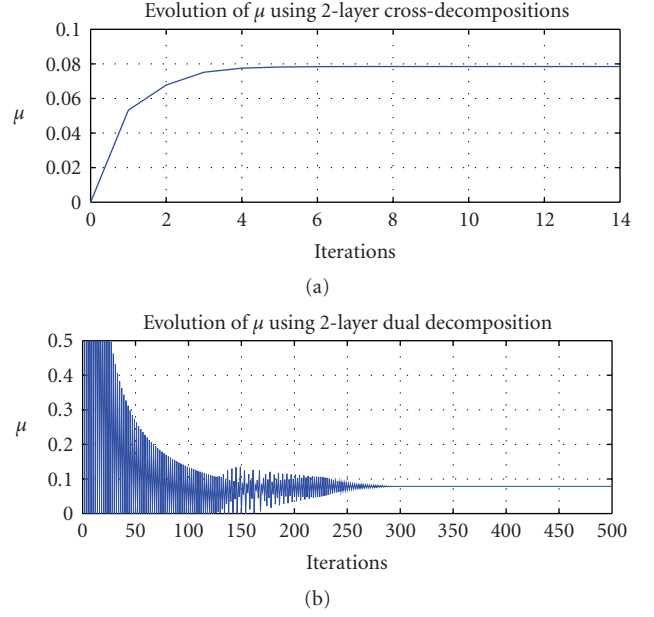 Evolution of μ using 2-layer cross-decompositions
0.1
0.08
0.06
0.04
0.02
0
μ
0 2 4 6 8 10 12 14
Iterations
(a)
Evolution of μ using 2-layer dual decomposition
0.5
0.4
0.3
0.2
0.1
0
μ
0 50 100 150 200 250 300 350 400 450 500
Iterations
(b)